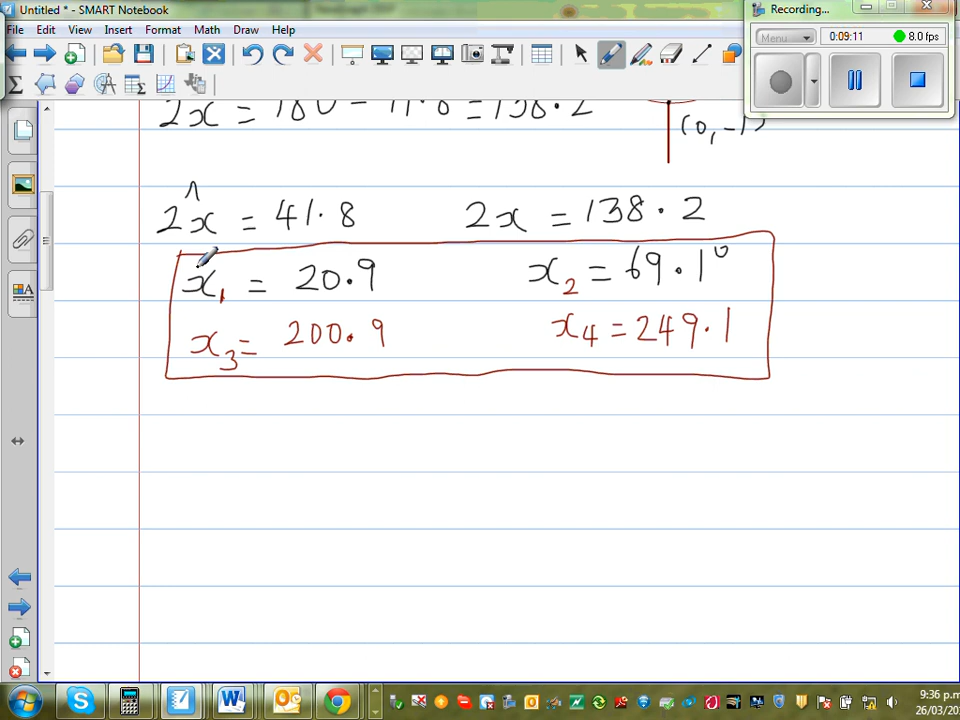 Untitled * - SMART Notebook
Recording...
File Edit View Insert Format Math Draw Help
Menu
0:09:11
8.0 fps
2x = 180 - 41.8 = 138.2
(0, -1)
^
2x = 41.8 2x = 138.2
x1 = 20.9 x2 = 69.1°
x3 = 200.9 x4 = 249.1
9:36 p.m
26/03/20